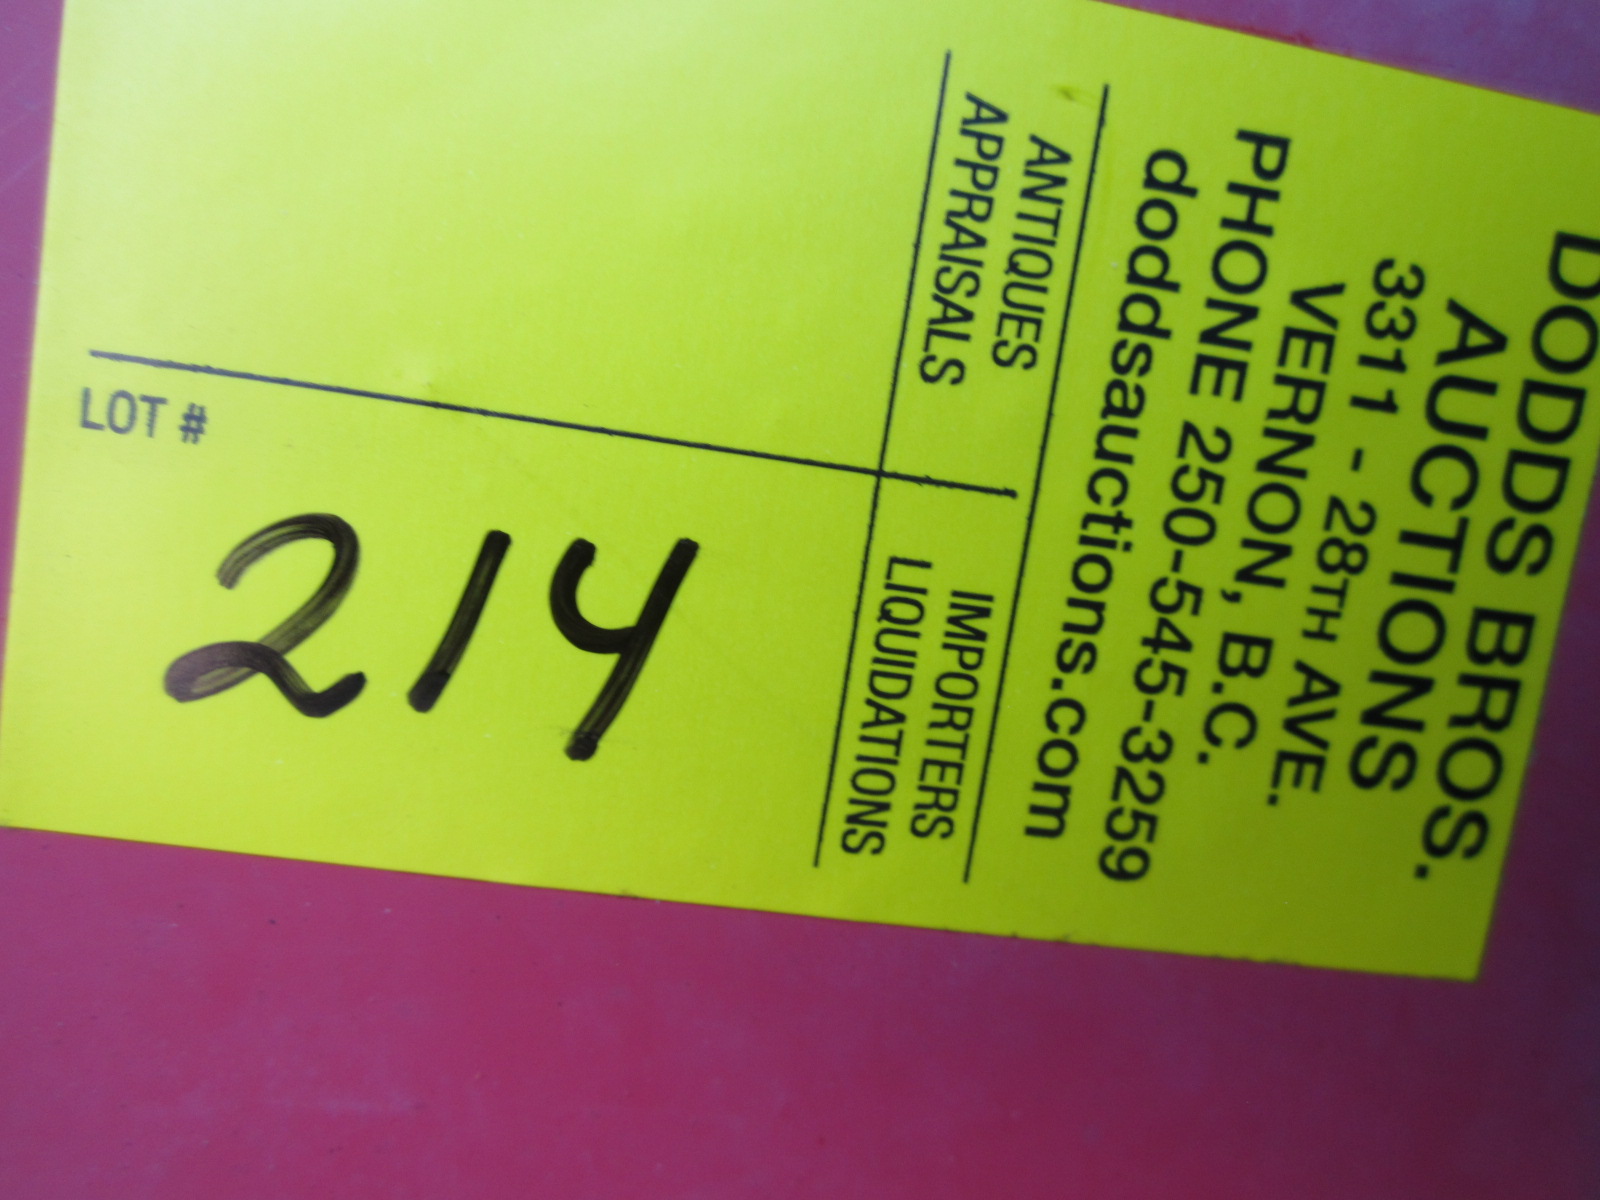 DODDS BROS.
AUCTIONS
3311 - 28TH AVE.
VERNON, B.C.
PHONE 250-545-3259
doddsauctions.com
ANTIQUES
APPRAISALS
IMPORTERS
LIQUIDATIONS
LOT #
214